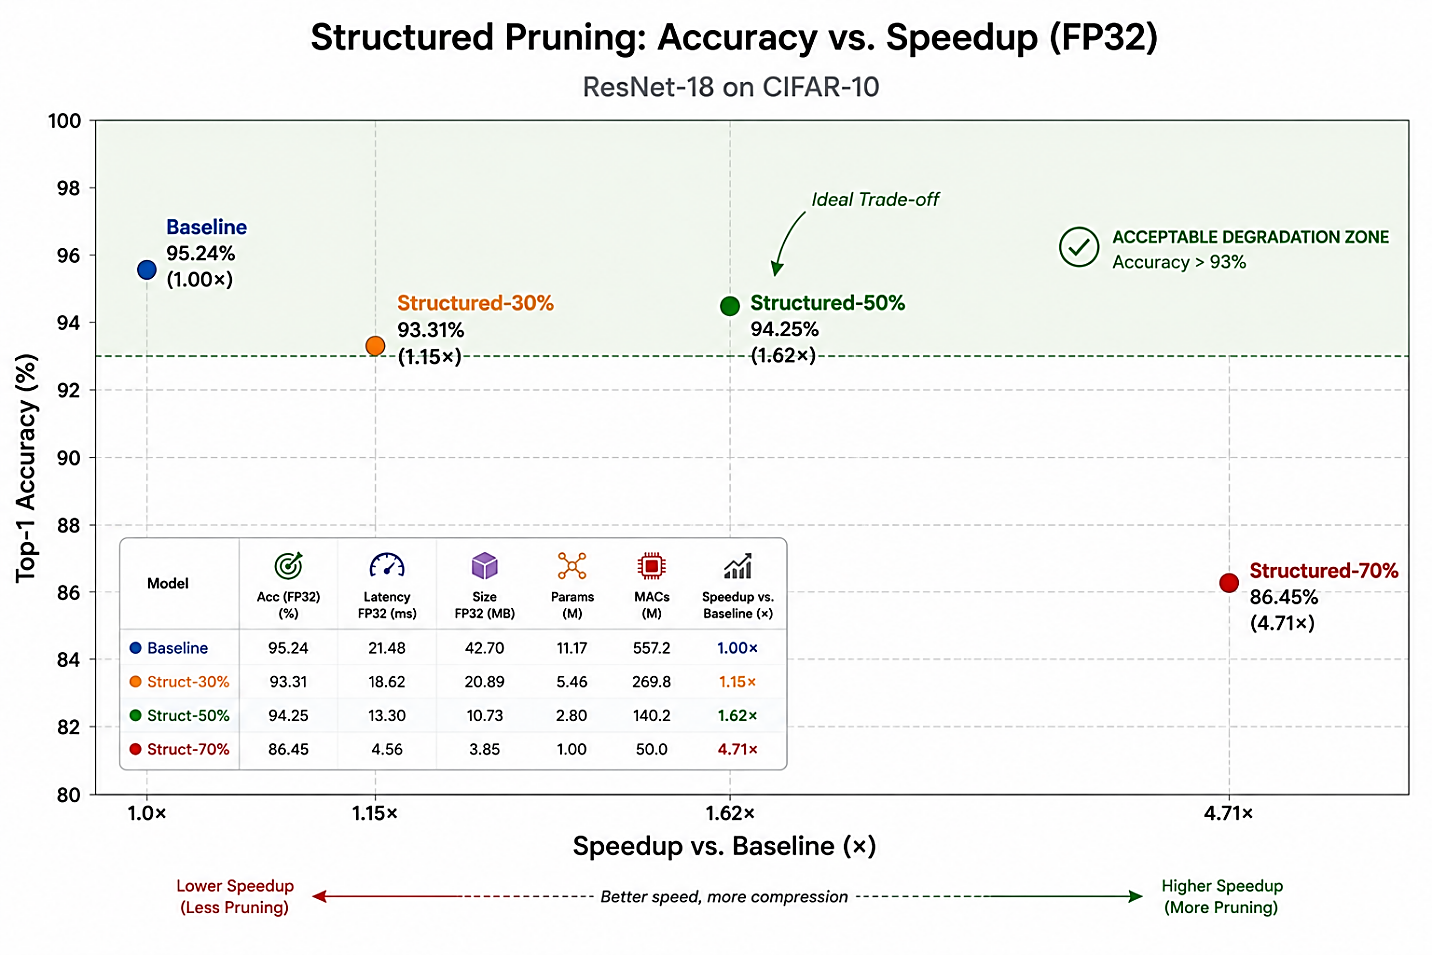 Structured Pruning: Accuracy vs. Speedup (FP32)
ResNet-18 on CIFAR-10
Top-1 Accuracy (%)
100
98
96
94
92
90
88
86
84
82
80
Baseline
95.24%
(1.00×)
Structured-30%
93.31%
(1.15×)
Ideal Trade-off
Structured-50%
94.25%
(1.62×)
ACCEPTABLE DEGRADATION ZONE
Accuracy > 93%
Structured-70%
86.45%
(4.71×)
Model Acc (FP32) (%) Latency FP32 (ms) Size FP32 (MB) Params (M) MACs (M) Speedup vs. Baseline (×)
Baseline 95.24 21.48 42.70 11.17 557.2 1.00×
Struct-30% 93.31 18.62 20.89 5.46 269.8 1.15×
Struct-50% 94.25 13.30 10.73 2.80 140.2 1.62×
Struct-70% 86.45 4.56 3.85 1.00 50.0 4.71×
1.0× 1.15× 1.62× 4.71×
Speedup vs. Baseline (×)
Lower Speedup
(Less Pruning)
Better speed, more compression
Higher Speedup
(More Pruning)